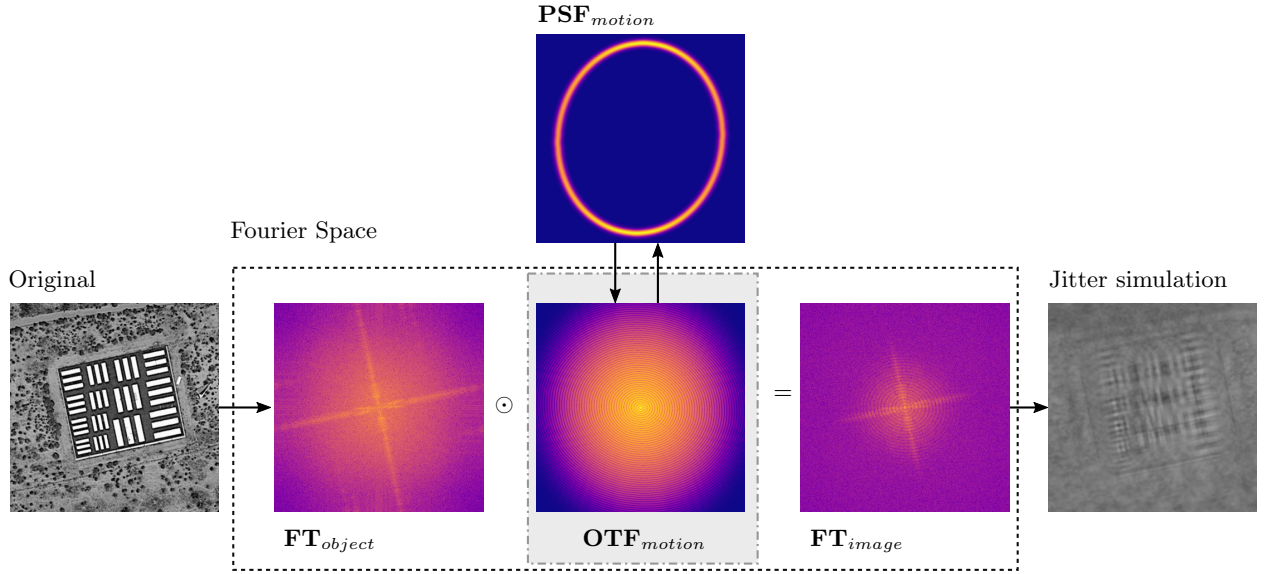 PSF motion
Fourier Space
Original
Jitter simulation
⊙
=
FT object
OTF motion
FT image